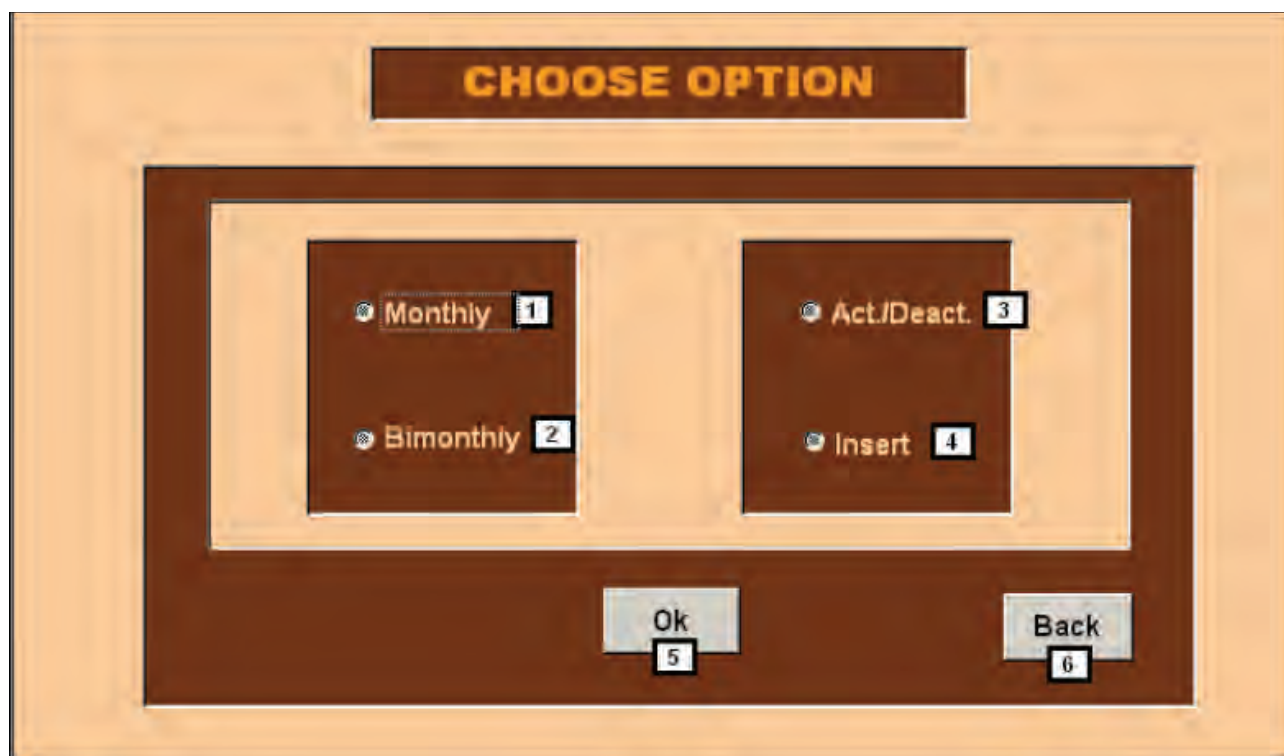 CHOOSE OPTION
Monthly 1
Bimonthly 2
Act./Deact. 3
Insert 4
Ok
5
Back
6